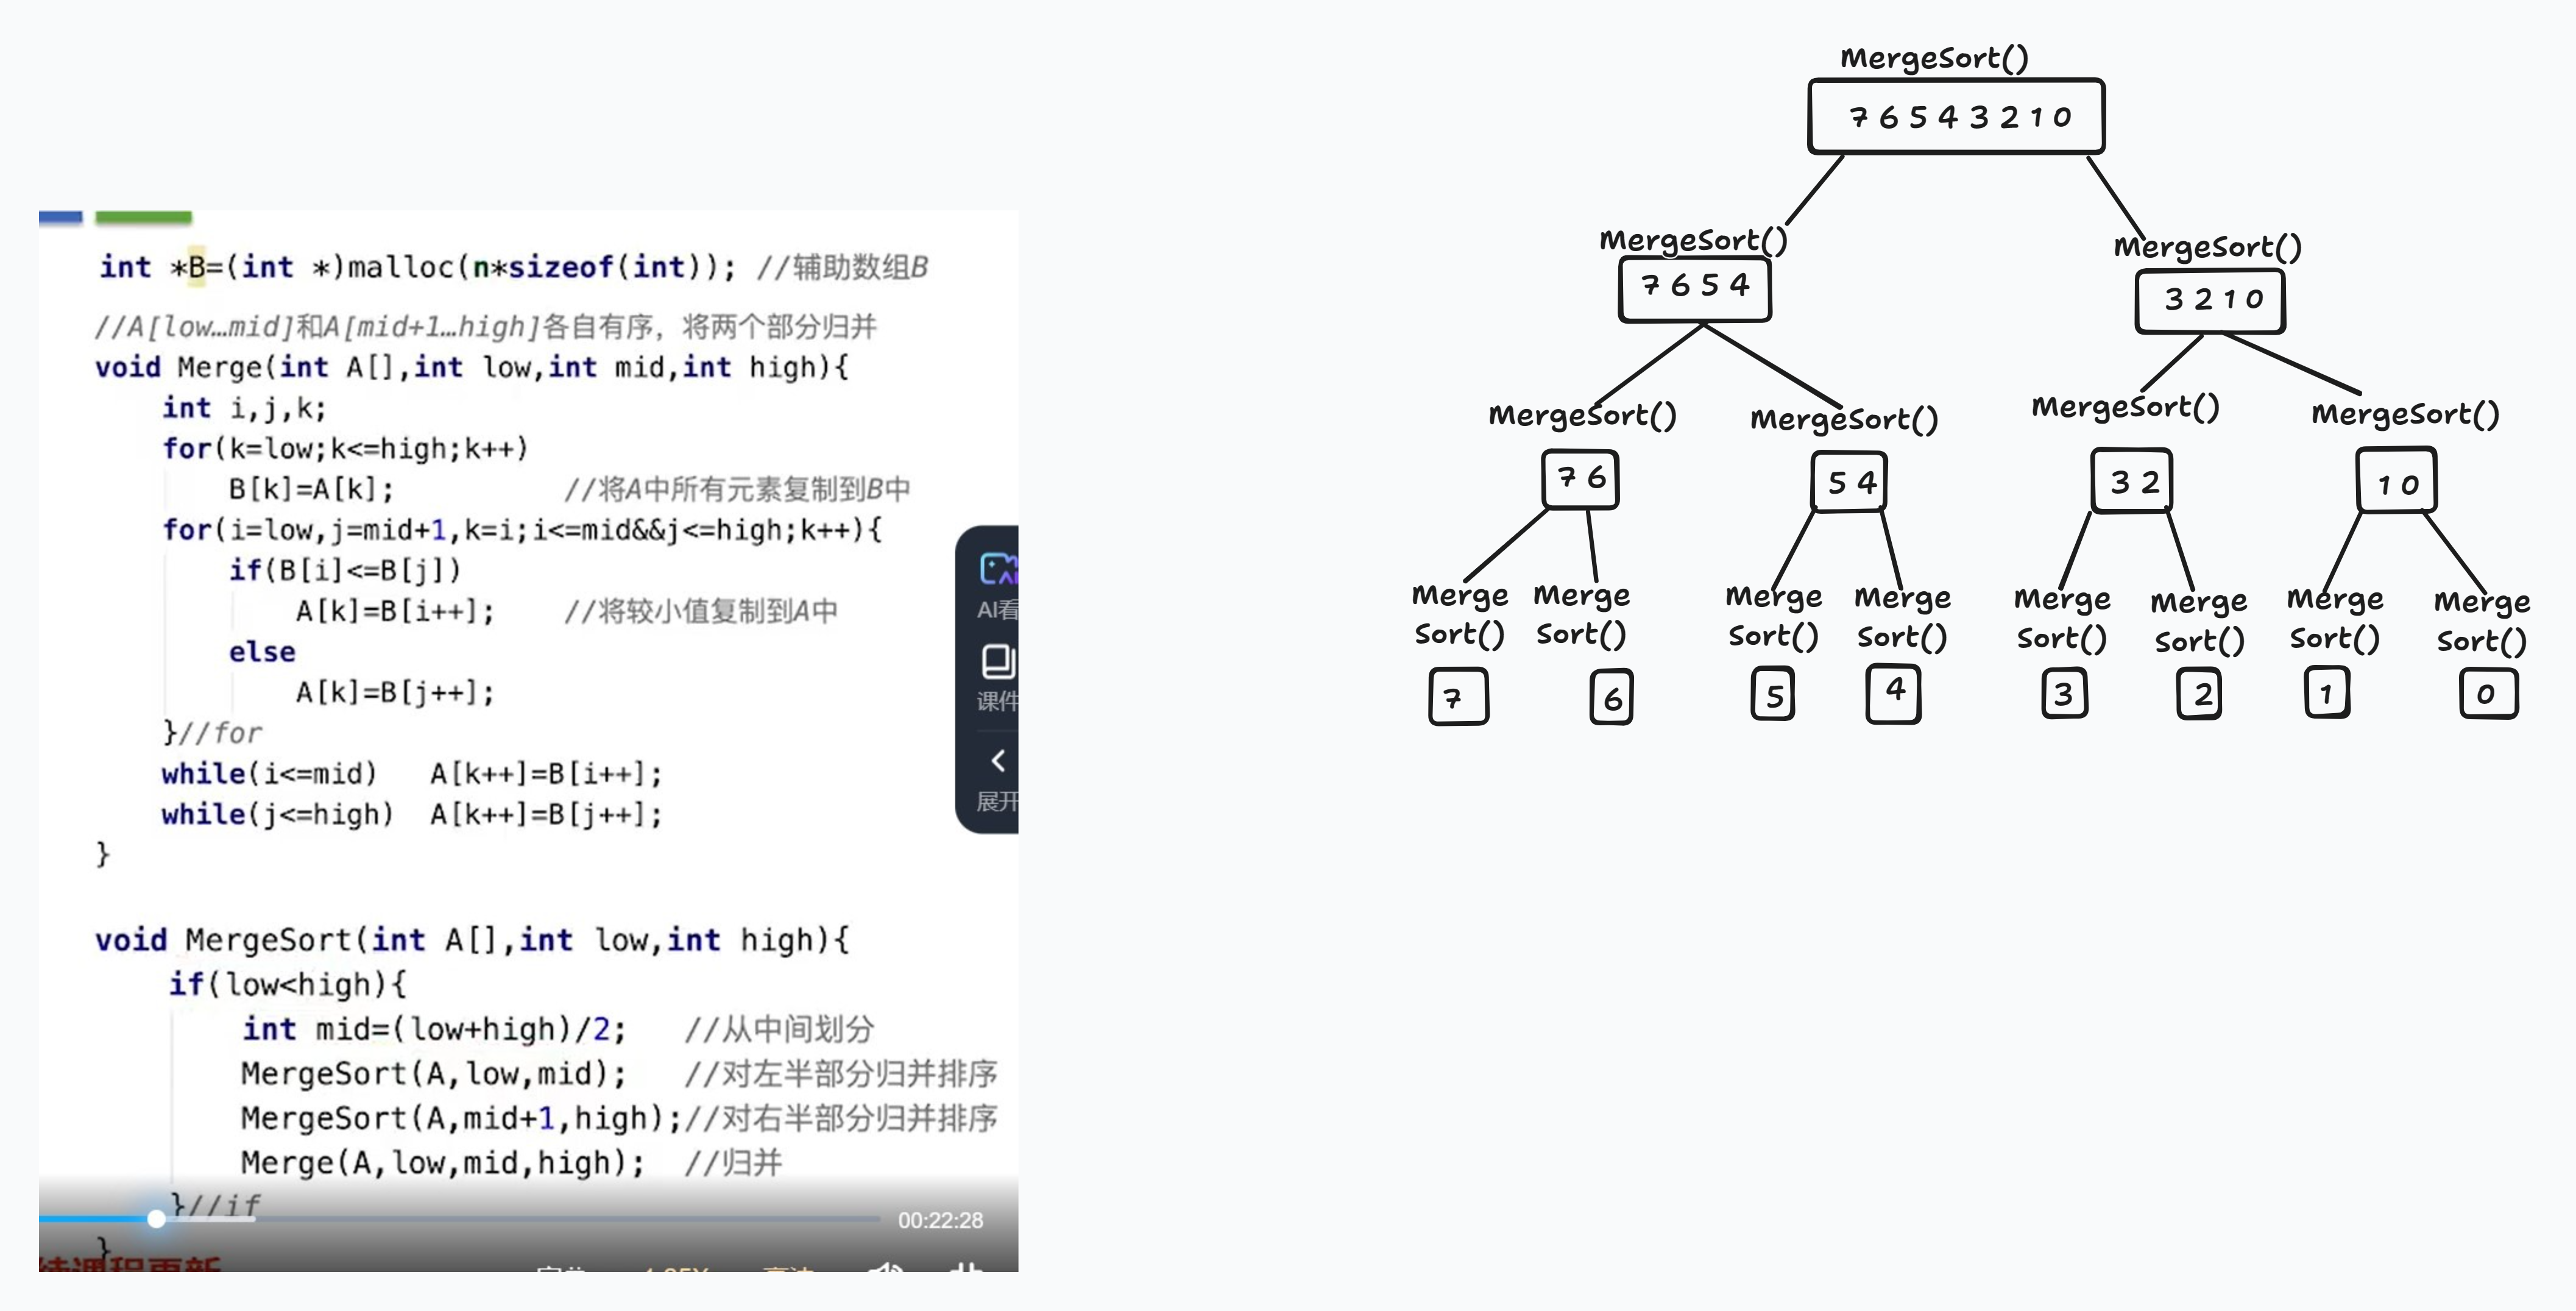 int *B=(int *)malloc(n*sizeof(int)); //辅助数组B
//A[low…mid]和A[mid+1…high]各自有序，将两个部分归并
void Merge(int A[],int low,int mid,int high){
int i,j,k;
for(k=low;k<=high;k++)
B[k]=A[k]; //将A中所有元素复制到B中
for(i=low,j=mid+1,k=i;i<=mid&&j<=high;k++){
if(B[i]<=B[j])
A[k]=B[i++]; //将较小值复制到A中
else
A[k]=B[j++];
}//for
while(i<=mid) A[k++]=B[i++];
while(j<=high) A[k++]=B[j++];
}
void MergeSort(int A[],int low,int high){
if(low<high){
int mid=(low+high)/2; //从中间划分
MergeSort(A,low,mid); //对左半部分归并排序
MergeSort(A,mid+1,high);//对右半部分归并排序
Merge(A,low,mid,high); //归并
}//if
}
00:22:28
AI看
课件
展开
MergeSort()
7 6 5 4 3 2 1 0
MergeSort()
7 6 5 4
MergeSort()
3 2 1 0
MergeSort()
7 6
MergeSort()
5 4
MergeSort()
3 2
MergeSort()
1 0
Merge
Sort()
7
Merge
Sort()
6
Merge
Sort()
5
Merge
Sort()
4
Merge
Sort()
3
Merge
Sort()
2
Merge
Sort()
1
Merge
Sort()
0